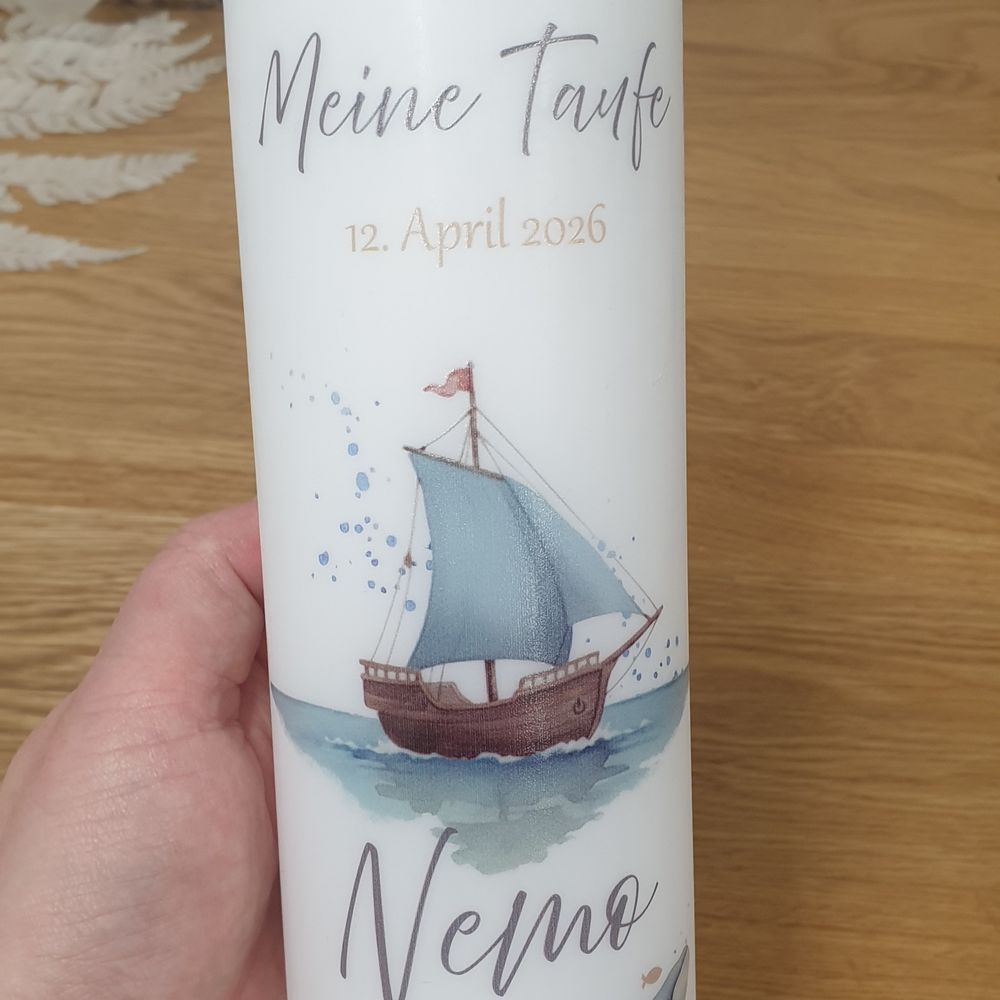 Meine Taufe
12. April 2026
Nemo